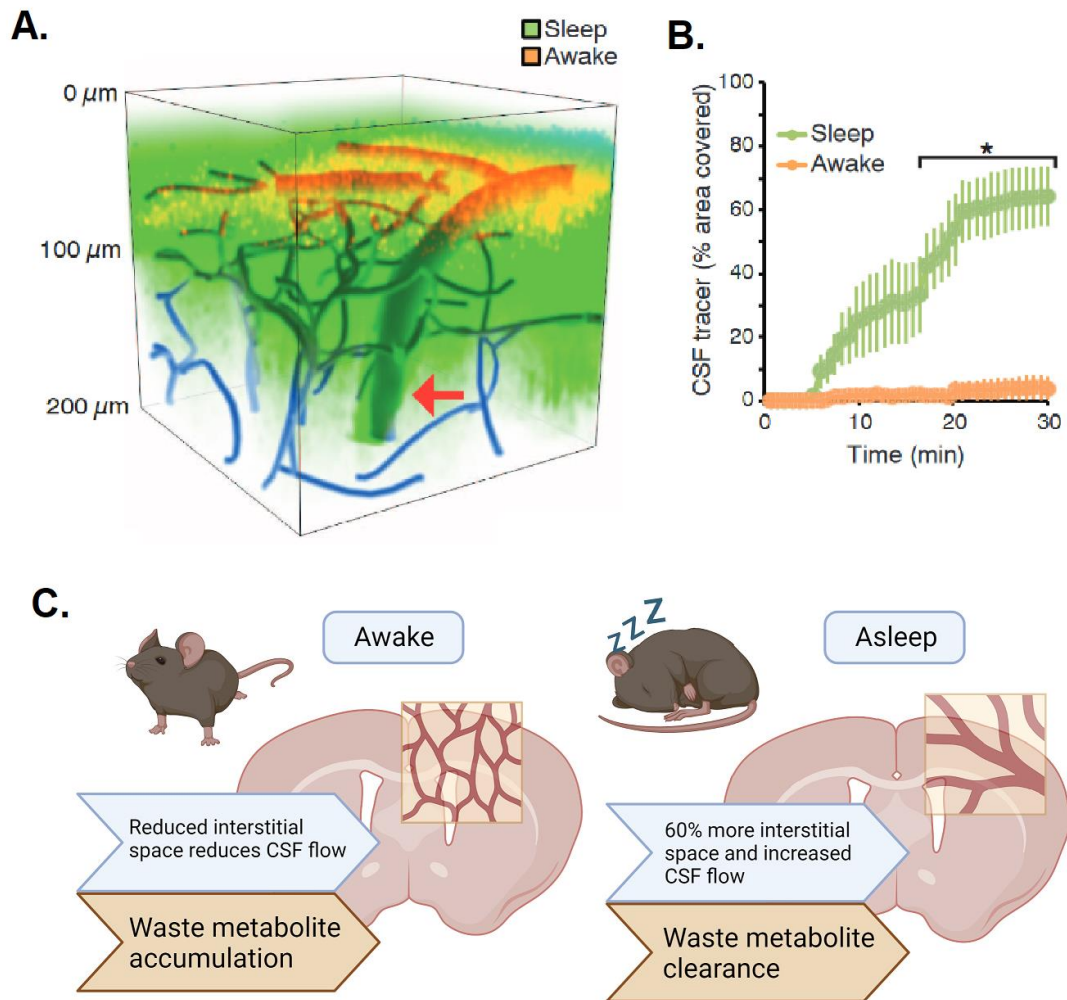 A.
Sleep
Awake
0 µm
100 µm
200 µm
B.
CSF tracer (% area covered)
100
80
60
40
20
0
Sleep
Awake
*
0
10
20
30
Time (min)
C.
Awake
Reduced interstitial
space reduces CSF flow
Waste metabolite
accumulation
z z Z
Asleep
60% more interstitial
space and increased
CSF flow
Waste metabolite
clearance